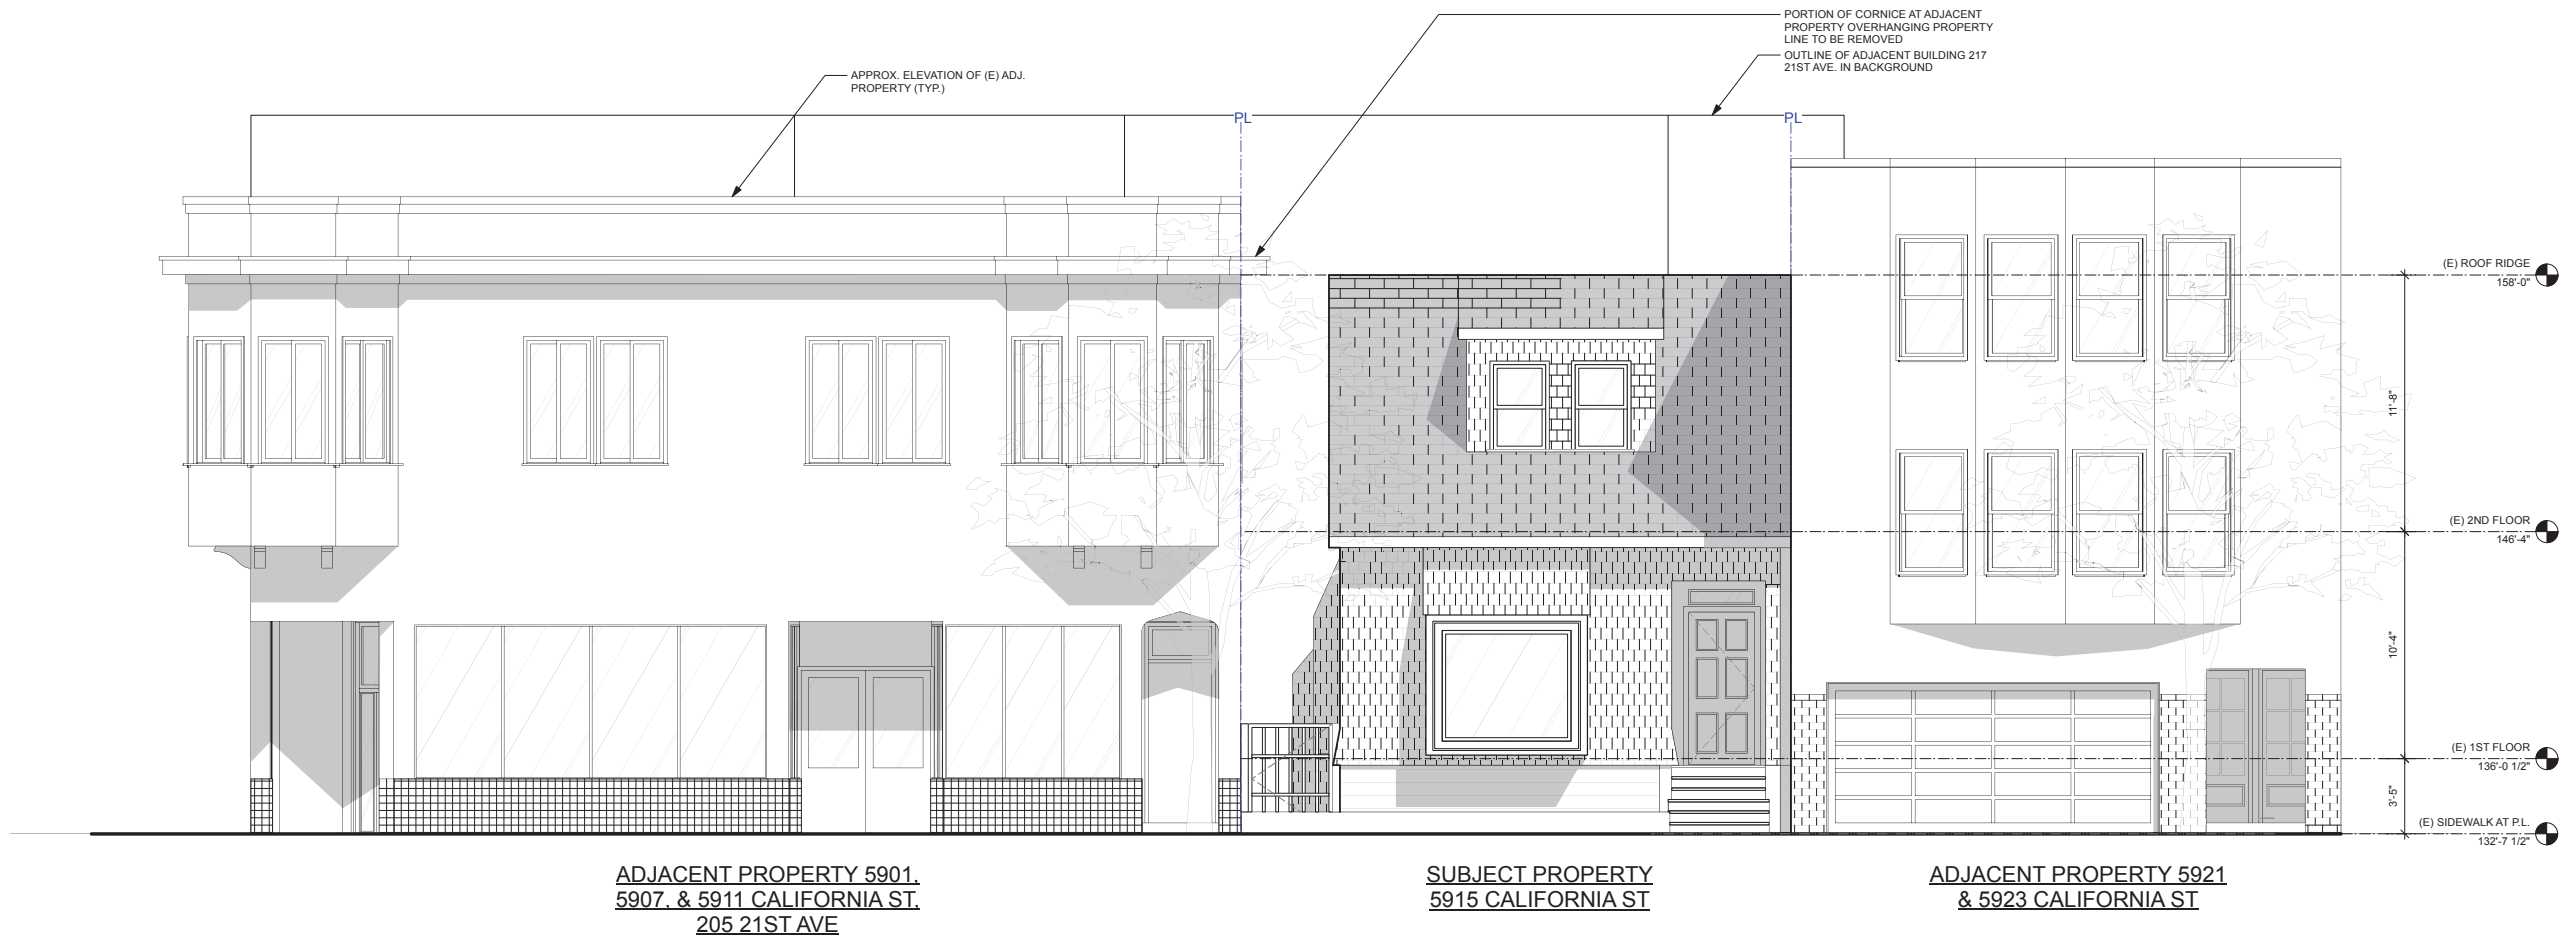 PORTION OF CORNICE AT ADJACENT
PROPERTY OVERHANGING PROPERTY
LINE TO BE REMOVED
OUTLINE OF ADJACENT BUILDING 217
21ST AVE. IN BACKGROUND
APPROX. ELEVATION OF (E) ADJ.
PROPERTY (TYP.)
PL
PL
(E) ROOF RIDGE
158'-0"
11'-8"
(E) 2ND FLOOR
146'-4"
10'-4"
(E) 1ST FLOOR
136'-0 1/2"
3'-5"
(E) SIDEWALK AT P.L.
132'-7 1/2"
ADJACENT PROPERTY 5901,
5907, & 5911 CALIFORNIA ST,
205 21ST AVE
SUBJECT PROPERTY
5915 CALIFORNIA ST
ADJACENT PROPERTY 5921
& 5923 CALIFORNIA ST